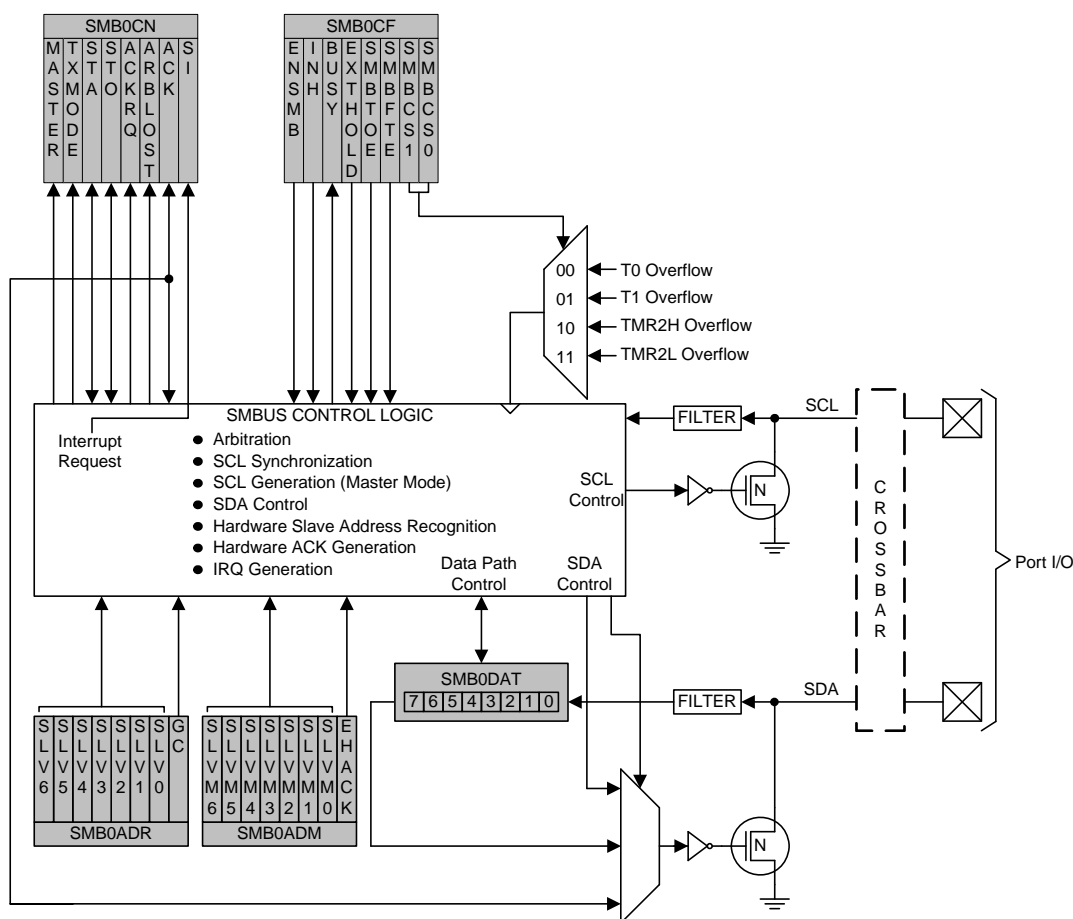 SMB0CN
MASTER
TXMODE
STA
STO
ACKRQ
ARBLOST
ACK
SI
SMB0CF
ENSMB
INH
BUSY
EXTHOLD
SMBTOE
SMBFTE
SMBCS1
SMBCS0
00
T0 Overflow
01
T1 Overflow
10
TMR2H Overflow
11
TMR2L Overflow
SMBUS CONTROL LOGIC
Interrupt
Request
● Arbitration
● SCL Synchronization
● SCL Generation (Master Mode)
● SDA Control
● Hardware Slave Address Recognition
● Hardware ACK Generation
● IRQ Generation
SCL
Control
Data Path
Control
SDA
Control
FILTER
SCL
N
CROSSBAR
Port I/O
SMB0DAT
7 6 5 4 3 2 1 0
FILTER
SDA
N
SLV6
SLV5
SLV4
SLV3
SLV2
SLV1
SLV0
GC
SMB0ADR
SLVM6
SLVM5
SLVM4
SLVM3
SLVM2
SLVM1
SLVM0
EHACK
SMB0ADM